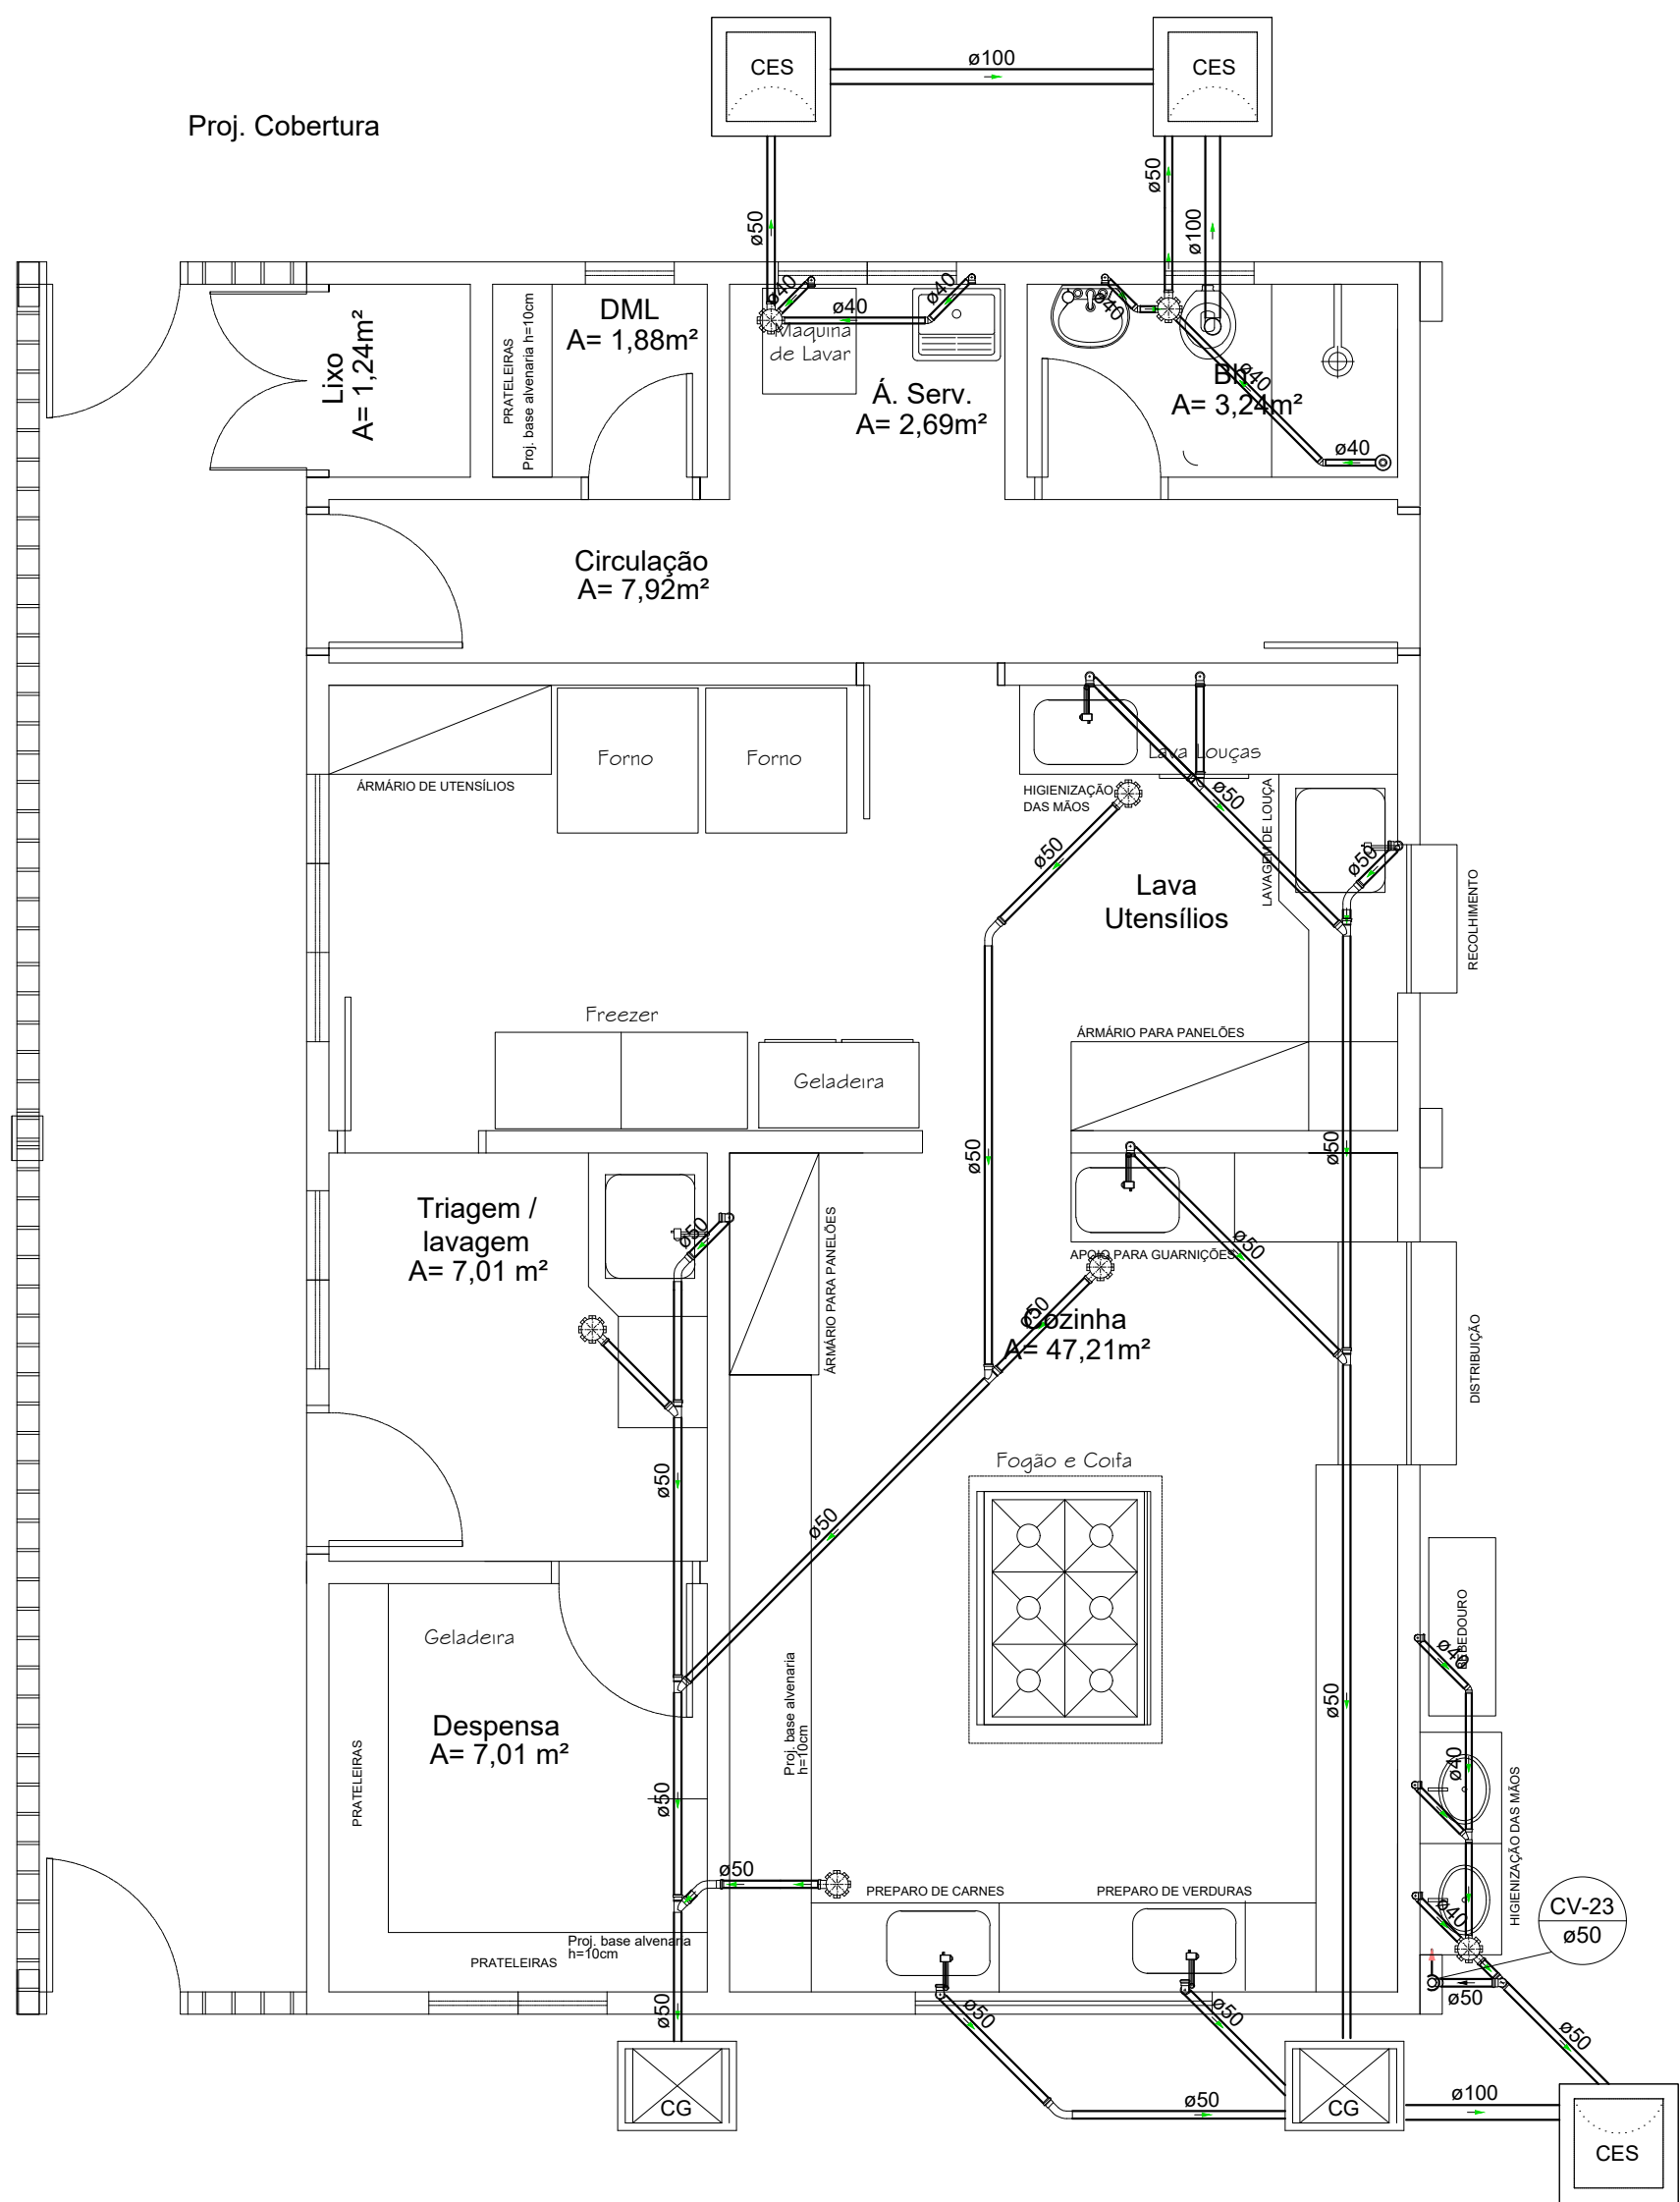 CES
ø100
CES
Proj. Cobertura
ø50
ø50
ø100
Lixo
A= 1,24m²
PRATELEIRAS
Proj. base alvenaria h=10cm
DML
A= 1,88m²
ø40
ø40
ø40
Maquina
de Lavar
Á. Serv.
A= 2,69m²
ø40
Bh.
A= 3,24m²
ø40
ø40
Circulação
A= 7,92m²
Forno
Forno
ÁRMÁRIO DE UTENSÍLIOS
Lava Louças
HIGIENIZAÇÃO
DAS MÃOS
ø50
LAVAGEM DE LOUÇA
ø50
ø50
Lava
Utensílios
RECOLHIMENTO
Freezer
Geladeira
ÁRMÁRIO PARA PANELÕES
ø50
ø50
Triagem /
lavagem
A= 7,01 m²
ø50
ÁRMÁRIO PARA PANELÕES
APOIO PARA GUARNIÇÕES
ø50
ø50
Cozinha
A= 47,21m²
DISTRIBUIÇÃO
Fogão e Coifa
ø50
ø50
Geladeira
Despensa
A= 7,01 m²
PRATELEIRAS
Proj. base alvenaria
h=10cm
ø50
ø50
BEBEDOURO
ø40
ø40
HIGIENIZAÇÃO DAS MÃOS
ø50
PREPARO DE CARNES
PREPARO DE VERDURAS
ø40
CV-23
ø50
Proj. base alvenaria
h=10cm
PRATELEIRAS
ø50
ø50
ø50
ø50
ø50
CG
ø50
CG
ø100
CES